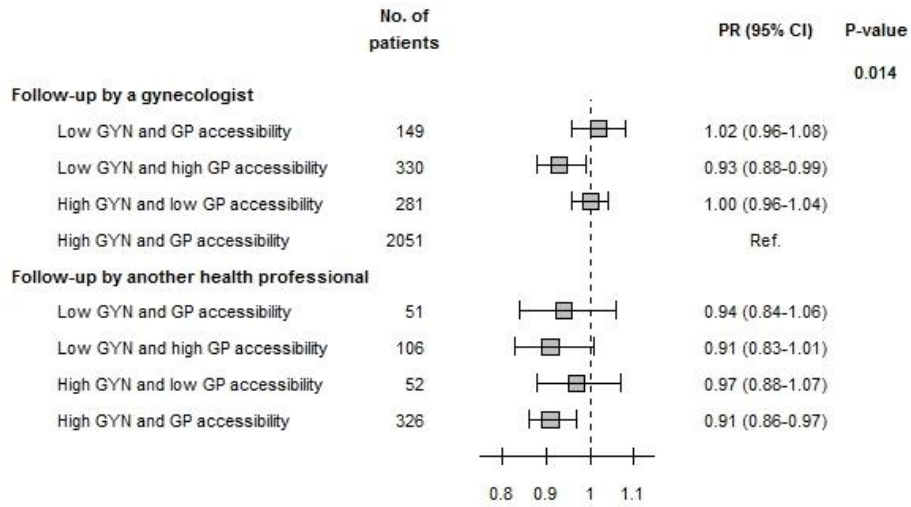 No. of patients PR (95% CI) P-value
0.014
Follow-up by a gynecologist
Low GYN and GP accessibility 149 1.02 (0.96-1.08)
Low GYN and high GP accessibility 330 0.93 (0.88-0.99)
High GYN and low GP accessibility 281 1.00 (0.96-1.04)
High GYN and GP accessibility 2051 Ref.
Follow-up by another health professional
Low GYN and GP accessibility 51 0.94 (0.84-1.06)
Low GYN and high GP accessibility 106 0.91 (0.83-1.01)
High GYN and low GP accessibility 52 0.97 (0.88-1.07)
High GYN and GP accessibility 326 0.91 (0.86-0.97)
0.8 0.9 1 1.1